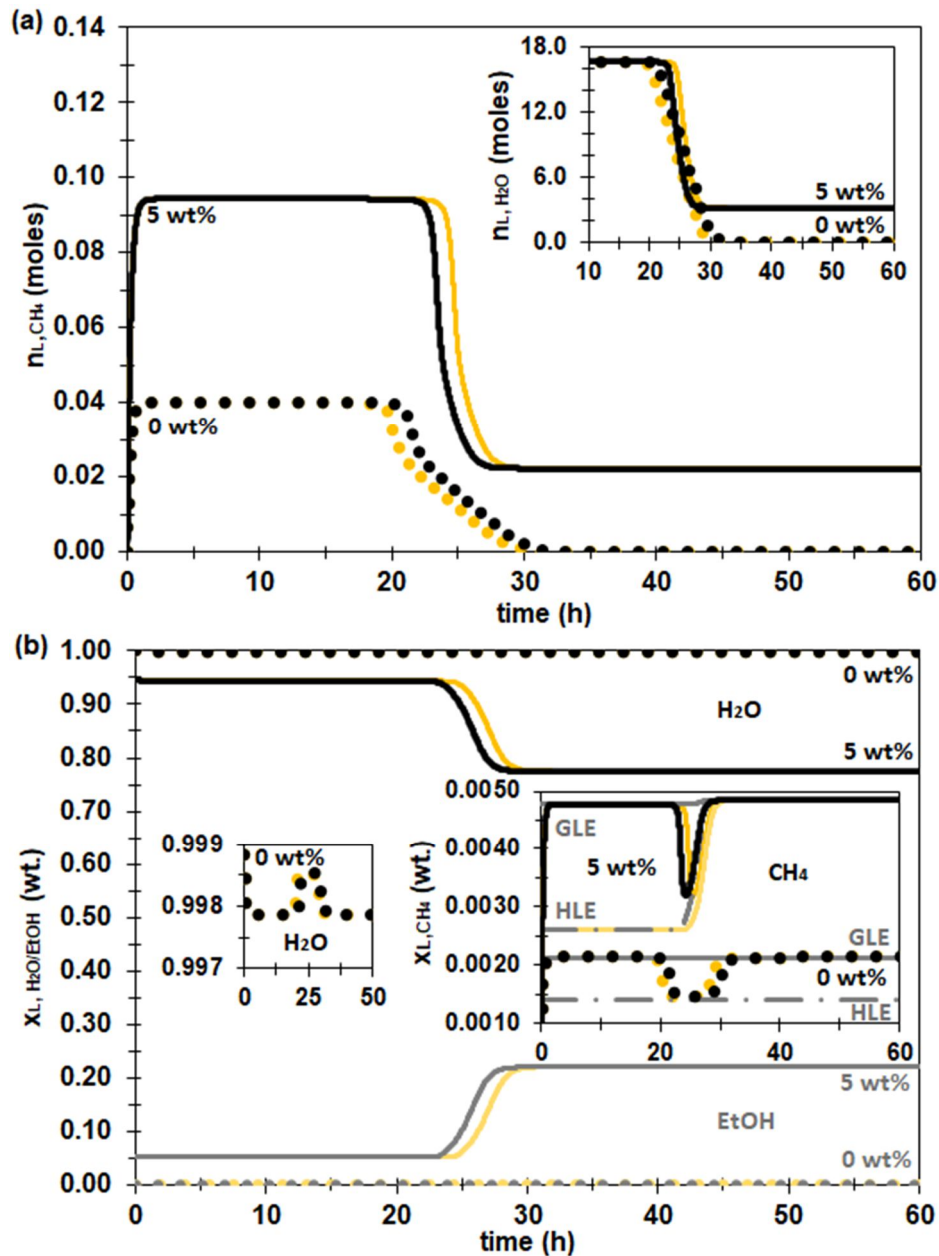 (a)
0.14
0.12
0.10
0.08
0.06
0.04
0.02
0.00
nL,CH4 (moles)
5 wt%
0 wt%
0 10 20 30 40 50 60
time (h)
18.0
12.0
6.0
0.0
nL,H2O (moles)
5 wt%
0 wt%
10 20 30 40 50 60
(b)
1.00
0.90
0.80
0.70
0.60
0.50
0.40
0.30
0.20
0.10
0.00
xL, H2O/EtOH (wt.)
0 wt%
H2O
5 wt%
0.999
0.998
0.997
0 wt%
H2O
0 25 50
0.0050
0.0040
0.0030
0.0020
0.0010
xL,CH4 (wt.)
GLE
5 wt%
CH4
HLE
GLE
0 wt%
HLE
0 20 40 60
5 wt%
EtOH
0 wt%
0 10 20 30 40 50 60
time (h)